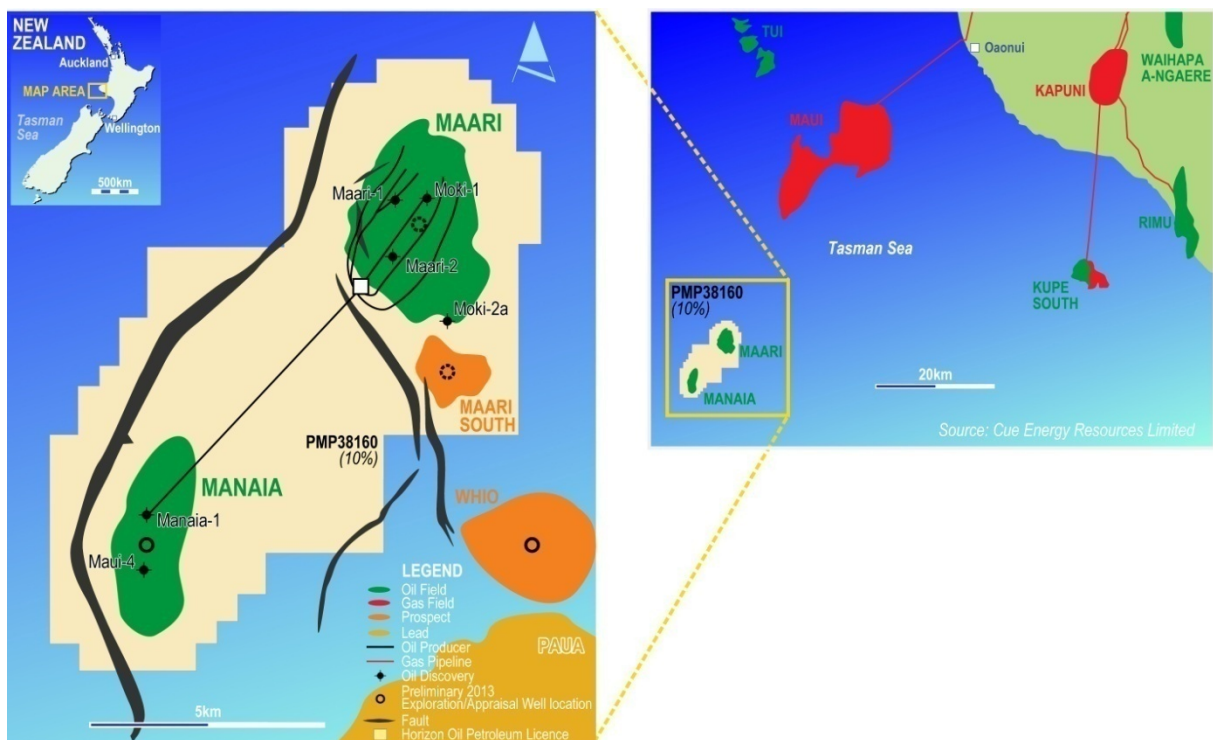 NEW
ZEALAND
Auckland
MAP AREA
Wellington
Tasman
Sea
500km
MAARI
Maari-1
Moki-1
Maari-2
Moki-2a
MAARI
SOUTH
PMP38160
(10%)
MANAIA
Manaia-1
Maui-4
WHIO
PAUA
LEGEND
Oil Field
Gas Field
Prospect
Lead
Oil Producer
Gas Pipeline
Oil Discovery
Preliminary 2013
Exploration/Appraisal Well location
Fault
Horizon Oil Petroleum Licence
5km
TUI
Oaonui
WAIHAPA
A-NGAERE
KAPUNI
MAUI
RIMU
Tasman Sea
KUPE
SOUTH
PMP38160
(10%)
MAARI
MANAIA
20km
Source: Cue Energy Resources Limited